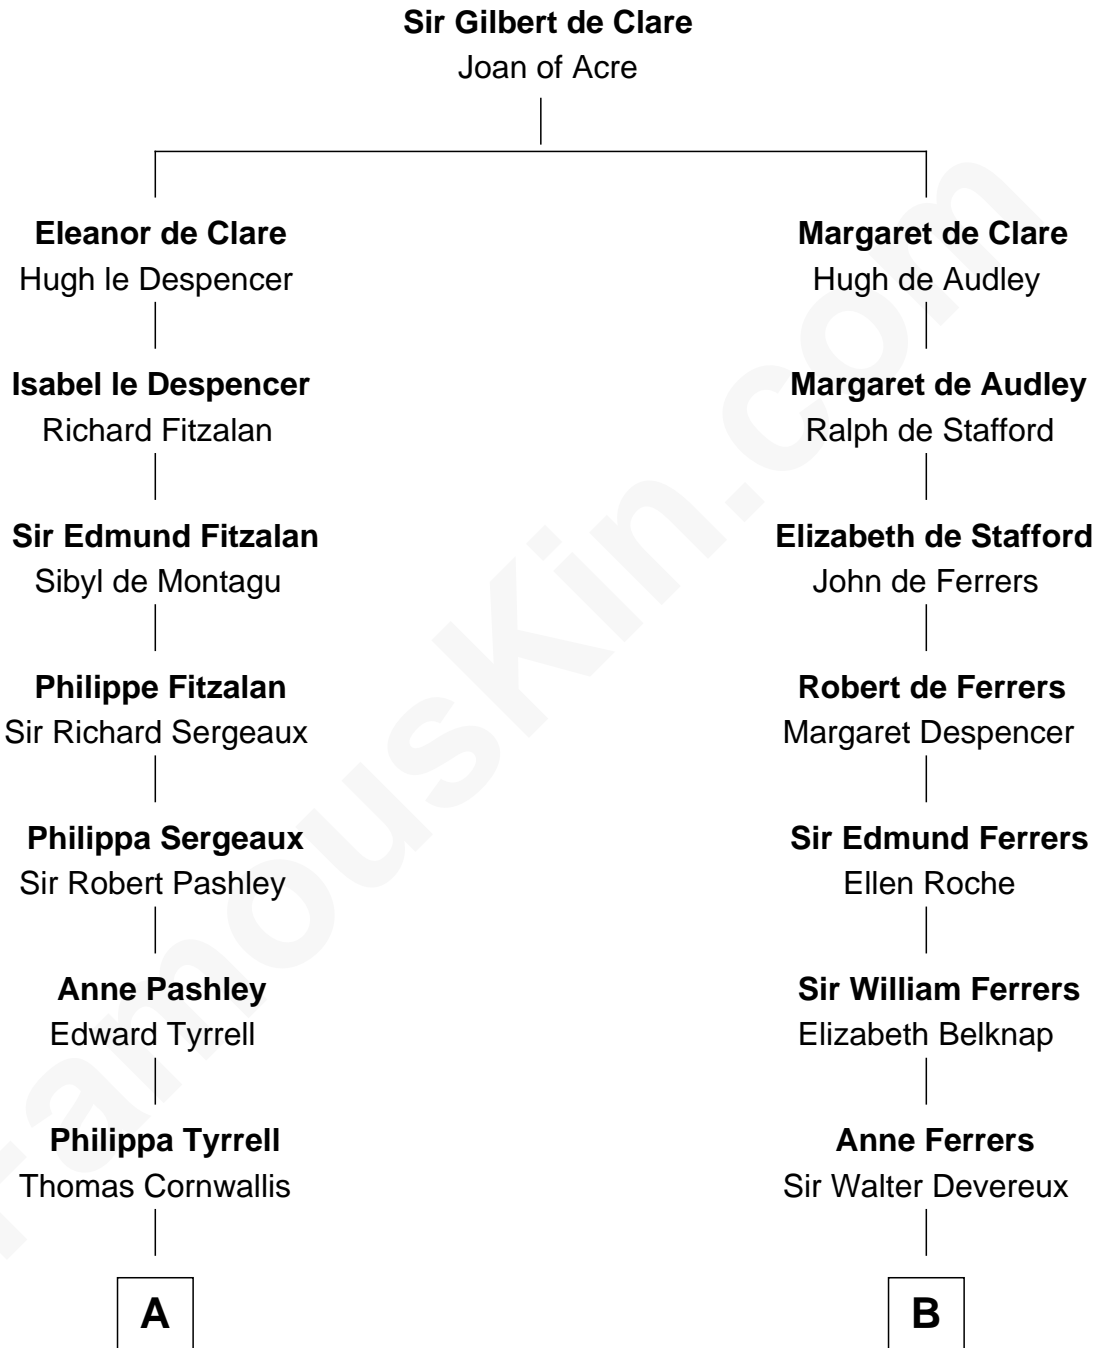 Sir Gilbert de Clare
Joan of Acre
Eleanor de Clare
Hugh le Despencer
Margaret de Clare
Hugh de Audley
Isabel le Despencer
Richard Fitzalan
Margaret de Audley
Ralph de Stafford
Sir Edmund Fitzalan
Sibyl de Montagu
Elizabeth de Stafford
John de Ferrers
Philippe Fitzalan
Sir Richard Sergeaux
Robert de Ferrers
Margaret Despencer
Philippa Sergeaux
Sir Robert Pashley
Sir Edmund Ferrers
Ellen Roche
Anne Pashley
Edward Tyrrell
Sir William Ferrers
Elizabeth Belknap
Philippa Tyrrell
Thomas Cornwallis
Anne Ferrers
Sir Walter Devereux
A
B
FamousKin.com